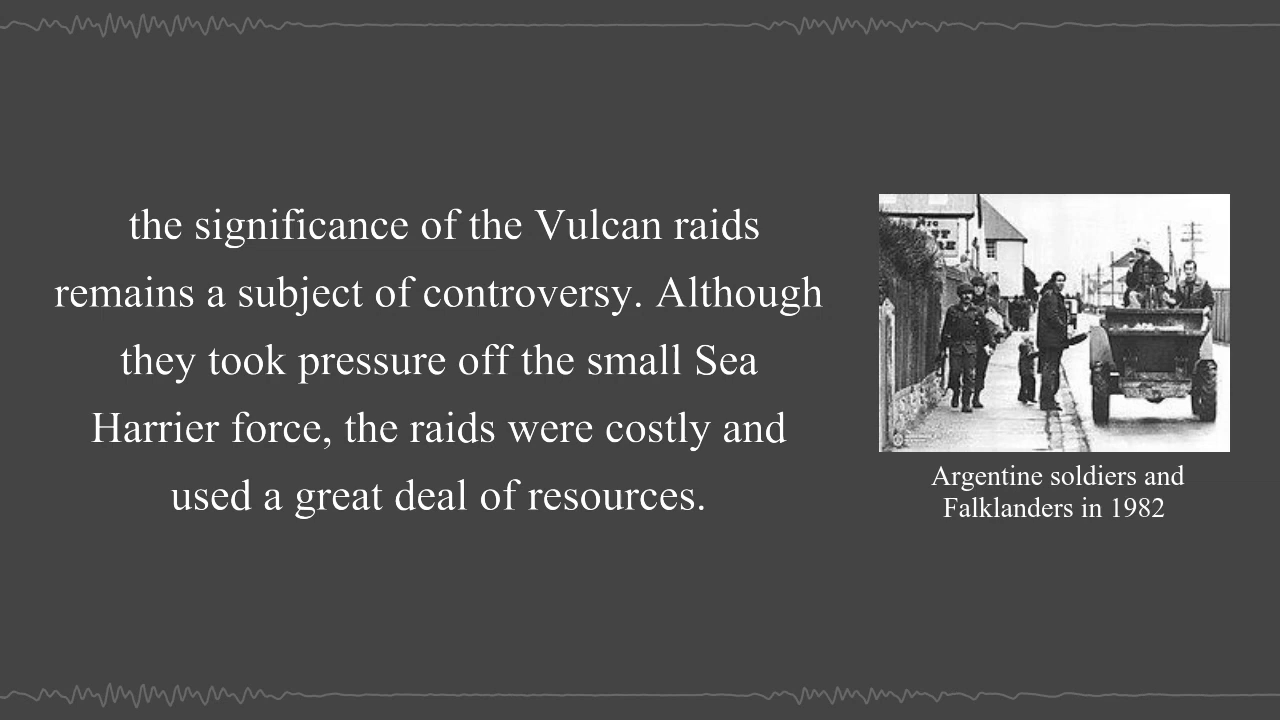 the significance of the Vulcan raids
remains a subject of controversy. Although
they took pressure off the small Sea
Harrier force, the raids were costly and
used a great deal of resources.
Argentine soldiers and
Falklanders in 1982